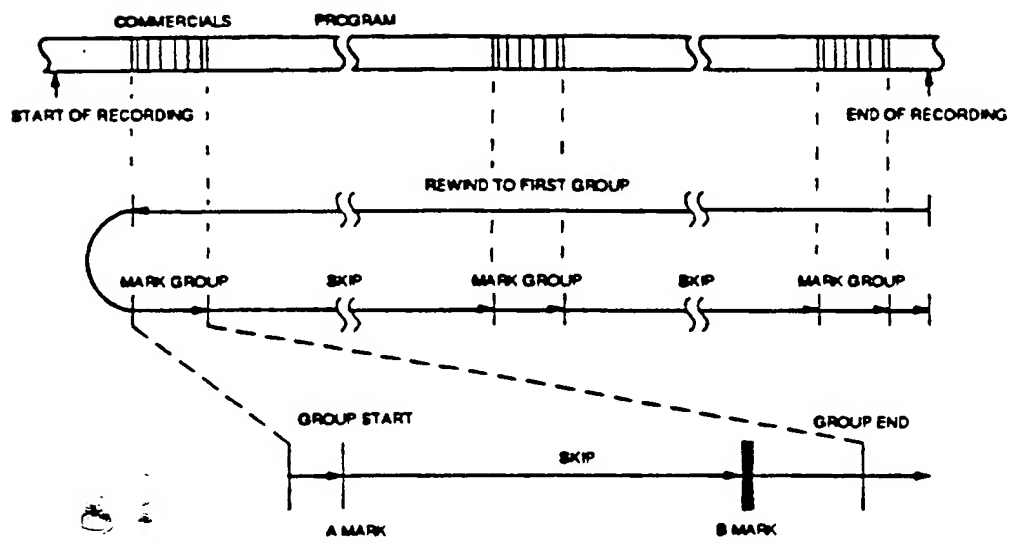 COMMERCIALS PROGRAM
START OF RECORDING END OF RECORDING
REWIND TO FIRST GROUP
MARK GROUP SKIP MARK GROUP SKIP MARK GROUP
GROUP START GROUP END
SKIP
A MARK B MARK